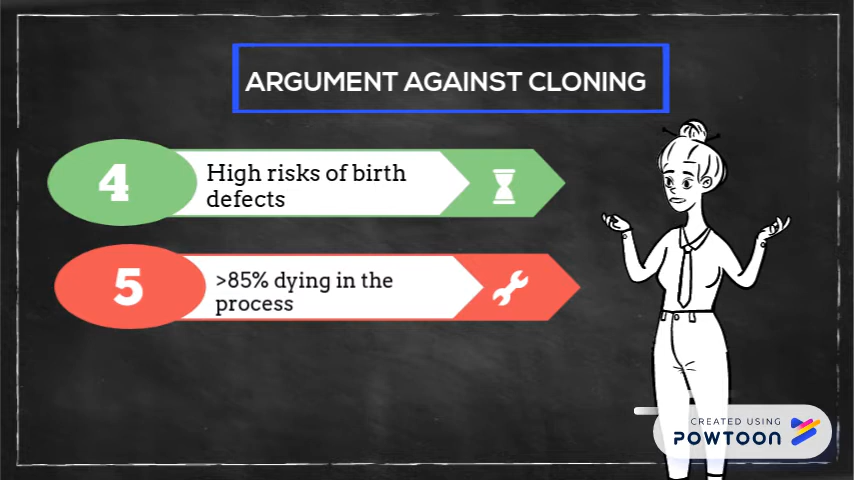 ARGUMENT AGAINST CLONING
4
High risks of birth
defects
5
>85% dying in the
process
CREATED USING
POWTOON